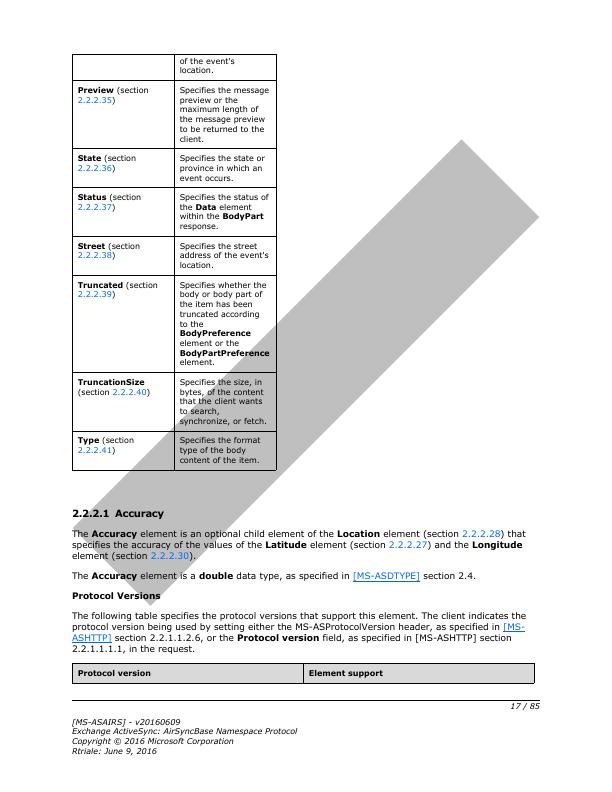 of the event's
location.
Preview (section
2.2.2.35)
Specifies the message
preview or the
maximum length of
the message preview
to be returned to the
client.
State (section
2.2.2.36)
Specifies the state or
province in which an
event occurs.
Status (section
2.2.2.37)
Specifies the status of
the Data element
within the BodyPart
response.
Street (section
2.2.2.38)
Specifies the street
address of the event's
location.
Truncated (section
2.2.2.39)
Specifies whether the
body or body part of
the item has been
truncated according
to the
BodyPreference
element or the
BodyPartPreference
element.
TruncationSize
(section 2.2.2.40)
Specifies the size, in
bytes, of the content
that the client wants
to search,
synchronize, or fetch.
Type (section
2.2.2.41)
Specifies the format
type of the body
content of the item.
2.2.2.1 Accuracy
The Accuracy element is an optional child element of the Location element (section 2.2.2.28) that
specifies the accuracy of the values of the Latitude element (section 2.2.2.27) and the Longitude
element (section 2.2.2.30).
The Accuracy element is a double data type, as specified in [MS-ASDTYPE] section 2.4.
Protocol Versions
The following table specifies the protocol versions that support this element. The client indicates the
protocol version being used by setting either the MS-ASProtocolVersion header, as specified in [MS-
ASHTTP] section 2.2.1.1.2.6, or the Protocol version field, as specified in [MS-ASHTTP] section
2.2.1.1.1.1, in the request.
Protocol version Element support
17 / 85
[MS-ASAIRS] - v20160609
Exchange ActiveSync: AirSyncBase Namespace Protocol
Copyright © 2016 Microsoft Corporation
Rtriale: June 9, 2016